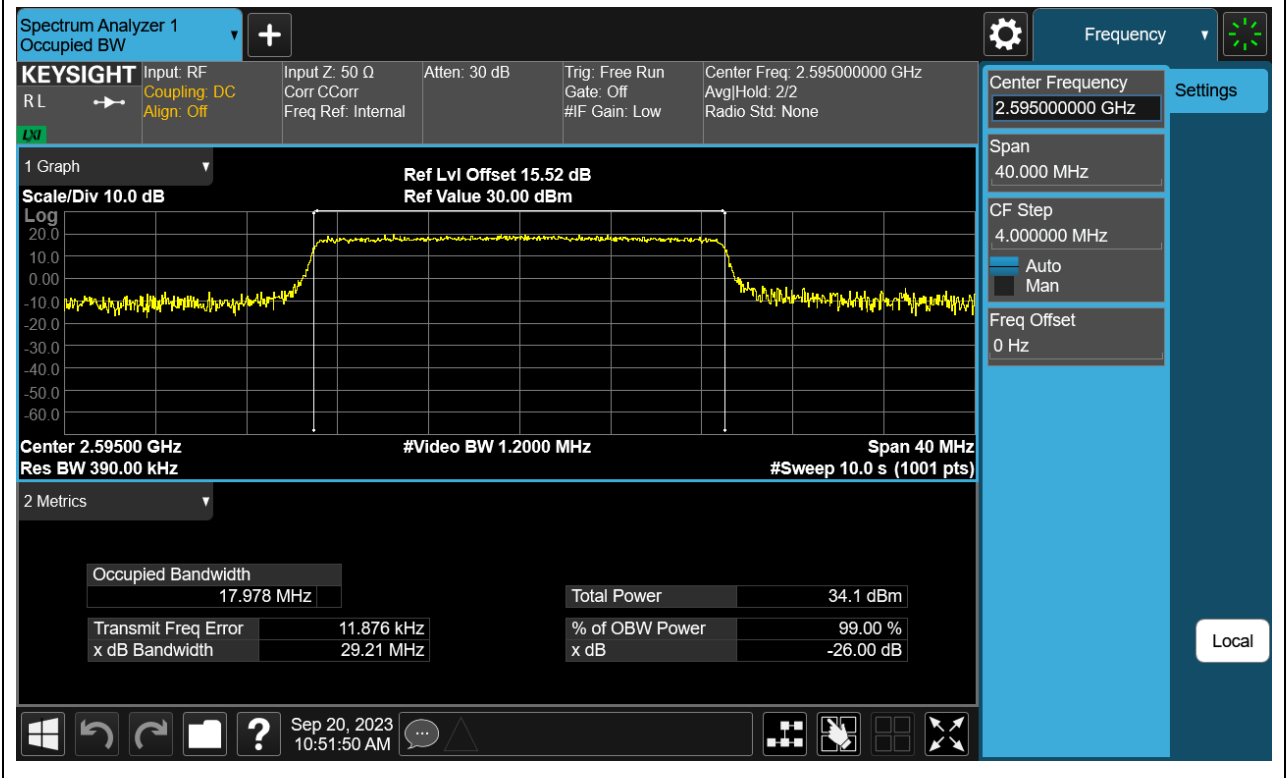 Spectrum Analyzer 1
Occupied BW
Frequency
KEYSIGHT
R L
LXI
Input: RF
Coupling: DC
Align: Off
Input Z: 50 Ω
Corr CCorr
Freq Ref: Internal
Atten: 30 dB
Trig: Free Run
Gate: Off
#IF Gain: Low
Center Freq: 2.595000000 GHz
Avg|Hold: 2/2
Radio Std: None
1 Graph
Ref Lvl Offset 15.52 dB
Scale/Div 10.0 dB
Ref Value 30.00 dBm
Log
20.0
10.0
0.00
-10.0
-20.0
-30.0
-40.0
-50.0
-60.0
Center 2.59500 GHz
#Video BW 1.2000 MHz
Span 40 MHz
Res BW 390.00 kHz
#Sweep 10.0 s (1001 pts)
2 Metrics
Occupied Bandwidth
17.978 MHz
Total Power 34.1 dBm
Transmit Freq Error 11.876 kHz
% of OBW Power 99.00 %
x dB Bandwidth 29.21 MHz
x dB -26.00 dB
Sep 20, 2023
10:51:50 AM
Center Frequency
2.595000000 GHz
Span
40.000 MHz
CF Step
4.000000 MHz
Auto
Man
Freq Offset
0 Hz
Settings
Local